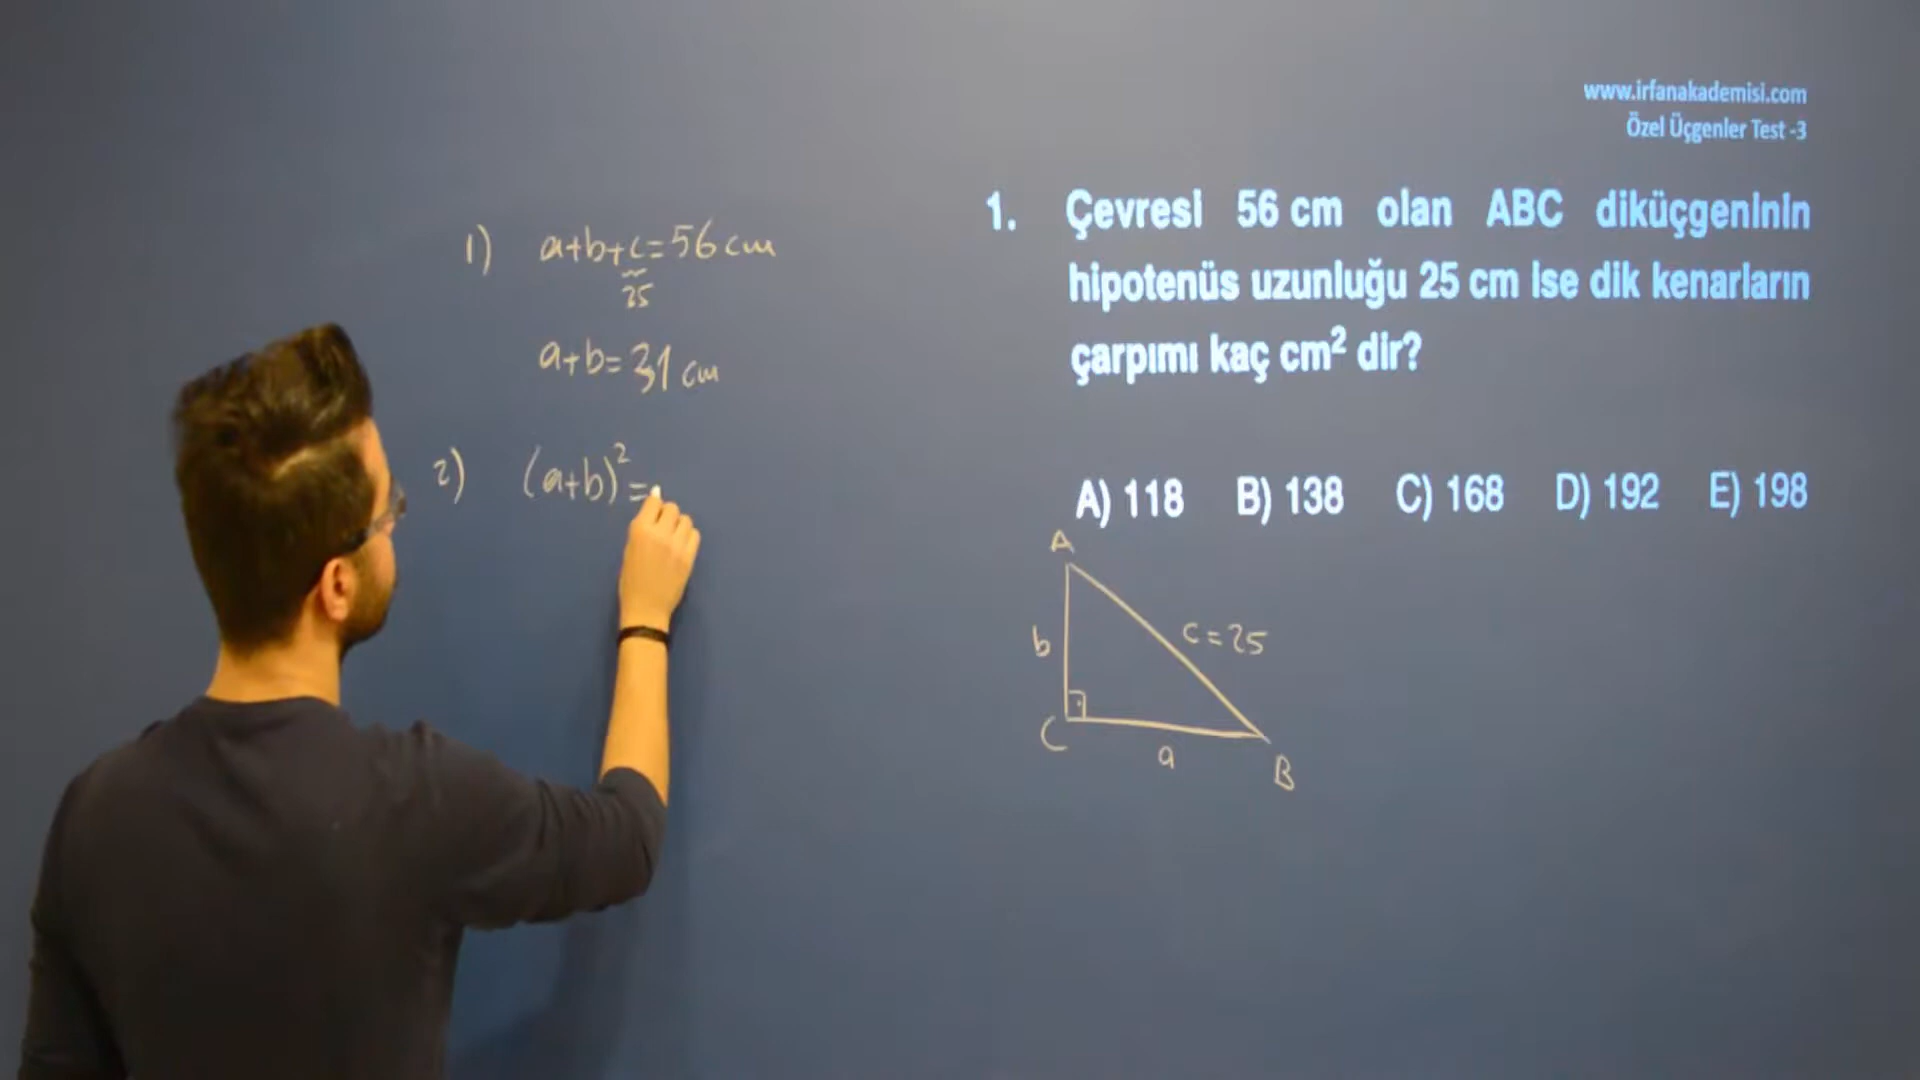 www.irfanakademisi.com
Özel Üçgenler Test -3
1. Çevresi 56 cm olan ABC diküçgeninin
hipotenüs uzunluğu 25 cm ise dik kenarların
çarpımı kaç cm² dir?
A) 118 B) 138 C) 168 D) 192 E) 198
1) a+b+c=56 cm
25
a+b=31 cm
2) (a+b)²=
A
b
c=25
C
a
B